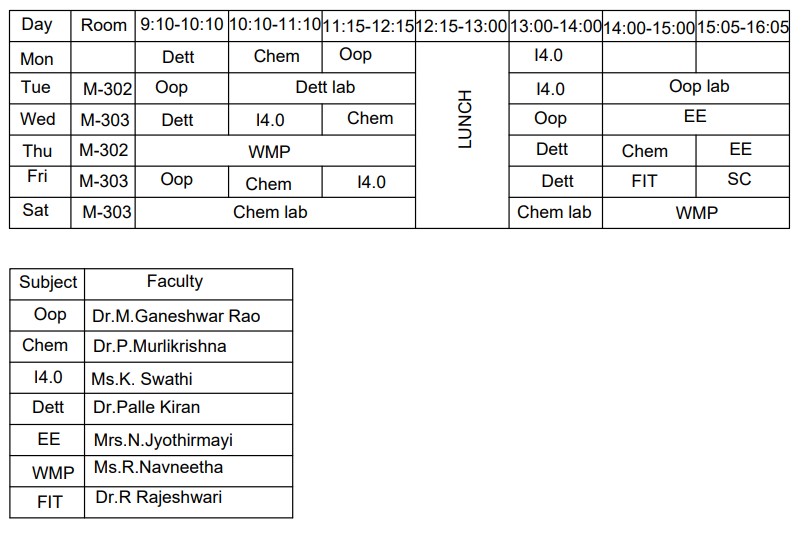 Day Room 9:10-10:10 10:10-11:10 11:15-12:15 12:15-13:00 13:00-14:00 14:00-15:00 15:05-16:05
Mon Dett Chem Oop LUNCH I4.0
Tue M-302 Oop Dett lab I4.0 Oop lab
Wed M-303 Dett I4.0 Chem Oop EE
Thu M-302 WMP Dett Chem EE
Fri M-303 Oop Chem I4.0 Dett FIT SC
Sat M-303 Chem lab Chem lab WMP
Subject Faculty
Oop Dr.M.Ganeshwar Rao
Chem Dr.P.Murlikrishna
I4.0 Ms.K. Swathi
Dett Dr.Palle Kiran
EE Mrs.N.Jyothirmayi
WMP Ms.R.Navneetha
FIT Dr.R Rajeshwari